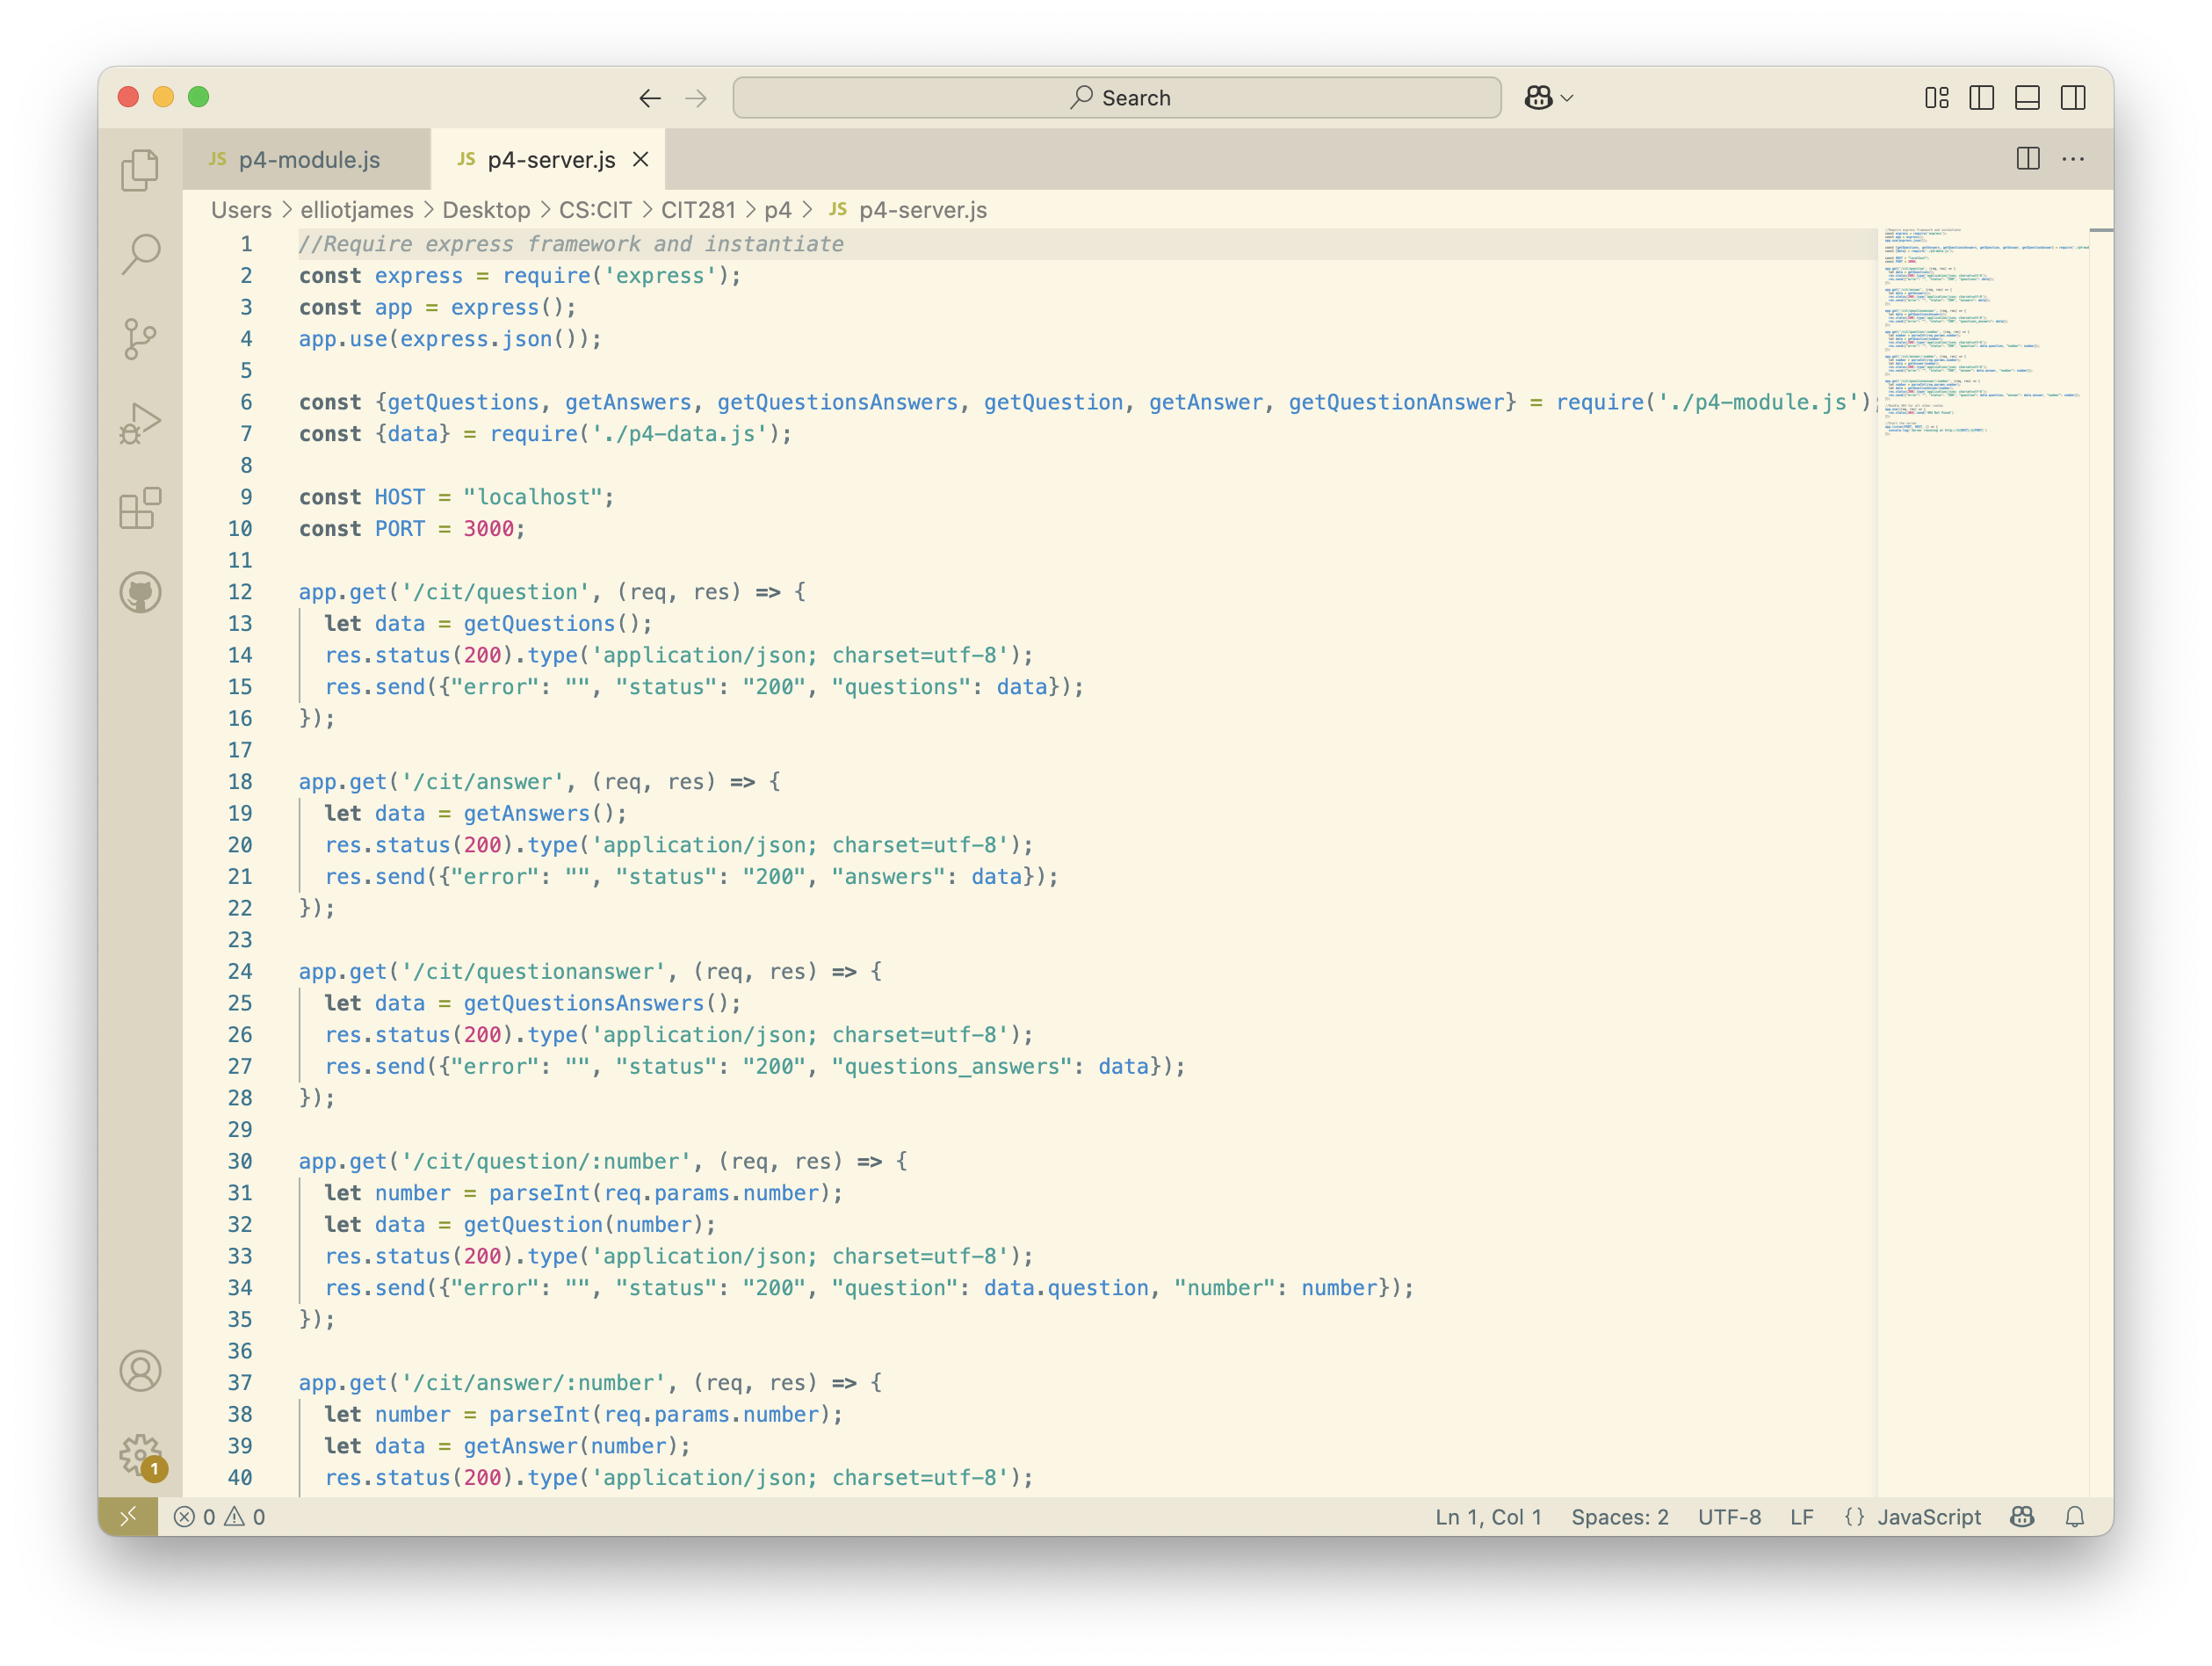 Search
JS p4-module.js
JS p4-server.js
Users > elliotjames > Desktop > CS:CIT > CIT281 > p4 > JS p4-server.js
1 //Require express framework and instantiate
2 const express = require('express');
3 const app = express();
4 app.use(express.json());
5
6 const {getQuestions, getAnswers, getQuestionsAnswers, getQuestion, getAnswer, getQuestionAnswer} = require('./p4-module.js');
7 const {data} = require('./p4-data.js');
8
9 const HOST = "localhost";
10 const PORT = 3000;
11
12 app.get('/cit/question', (req, res) => {
13   let data = getQuestions();
14   res.status(200).type('application/json; charset=utf-8');
15   res.send({"error": "", "status": "200", "questions": data});
16 });
17
18 app.get('/cit/answer', (req, res) => {
19   let data = getAnswers();
20   res.status(200).type('application/json; charset=utf-8');
21   res.send({"error": "", "status": "200", "answers": data});
22 });
23
24 app.get('/cit/questionanswer', (req, res) => {
25   let data = getQuestionsAnswers();
26   res.status(200).type('application/json; charset=utf-8');
27   res.send({"error": "", "status": "200", "questions_answers": data});
28 });
29
30 app.get('/cit/question/:number', (req, res) => {
31   let number = parseInt(req.params.number);
32   let data = getQuestion(number);
33   res.status(200).type('application/json; charset=utf-8');
34   res.send({"error": "", "status": "200", "question": data.question, "number": number});
35 });
36
37 app.get('/cit/answer/:number', (req, res) => {
38   let number = parseInt(req.params.number);
39   let data = getAnswer(number);
40   res.status(200).type('application/json; charset=utf-8');
1
0 0 Ln 1, Col 1 Spaces: 2 UTF-8 LF {} JavaScript